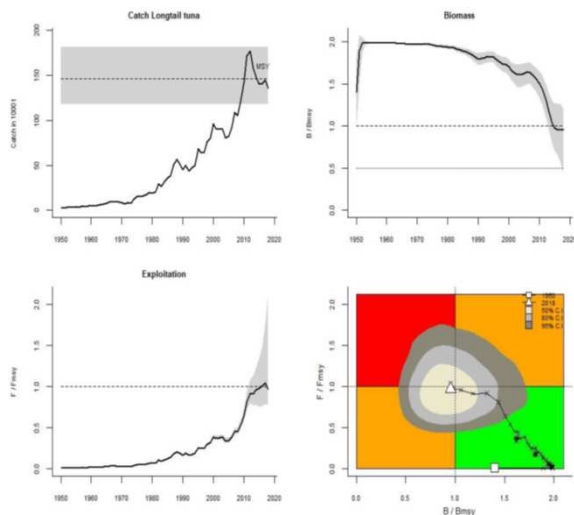 Catch Longtail tuna
Catch in 1000t
0 50 100 150 200
MSY
1950 1960 1970 1980 1990 2000 2010 2020
Biomass
B / Bmsy
0.0 0.5 1.0 1.5 2.0
1950 1960 1970 1980 1990 2000 2010 2020
Exploitation
F / Fmsy
0.0 0.5 1.0 1.5 2.0
1950 1960 1970 1980 1990 2000 2010 2020
F / Fmsy
0.0 0.5 1.0 1.5 2.0
1950
2018
50% C.I.
80% C.I.
95% C.I.
0.0 0.5 1.0 1.5 2.0
B / Bmsy